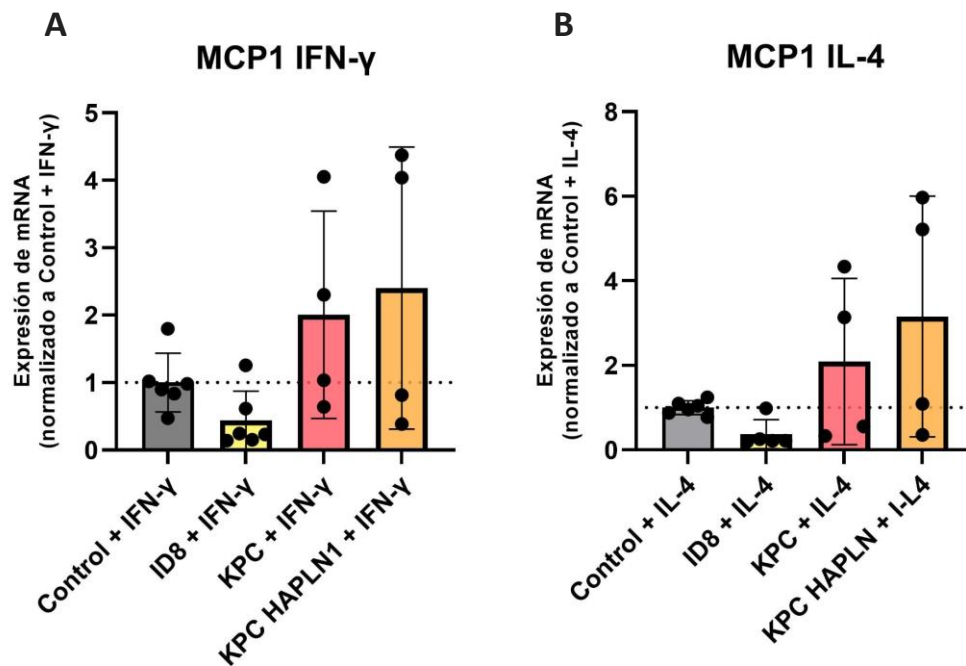 A
MCP1 IFN-γ
Expresión de mRNA
(normalizado a Control + IFN-γ)
5
4
3
2
1
0
Control + IFN-γ
ID8 + IFN-γ
KPC + IFN-γ
KPC HAPLN1 + IFN-γ
B
MCP1 IL-4
Expresión de mRNA
(normalizado a Control + IL-4)
8
6
4
2
0
Control + IL-4
ID8 + IL-4
KPC + IL-4
KPC HAPLN + I-L4